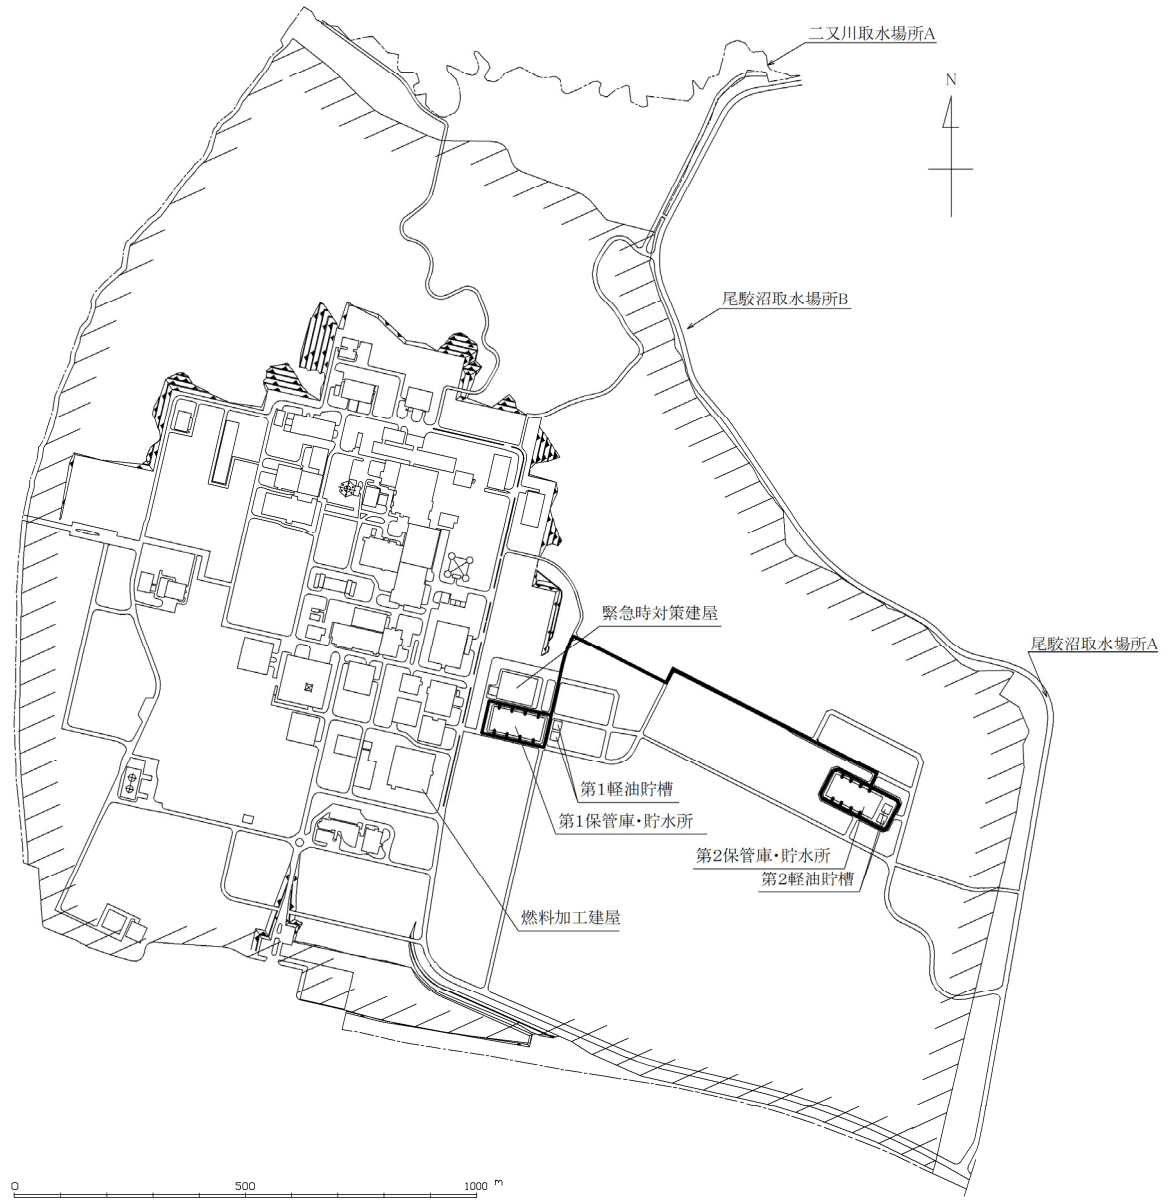 二又川取水場所A
N
尾駮沼取水場所B
緊急時対策建屋
尾駮沼取水場所A
第1軽油貯槽
第1保管庫・貯水所
第2保管庫・貯水所
第2軽油貯槽
燃料加工建屋
0 500 1000 m